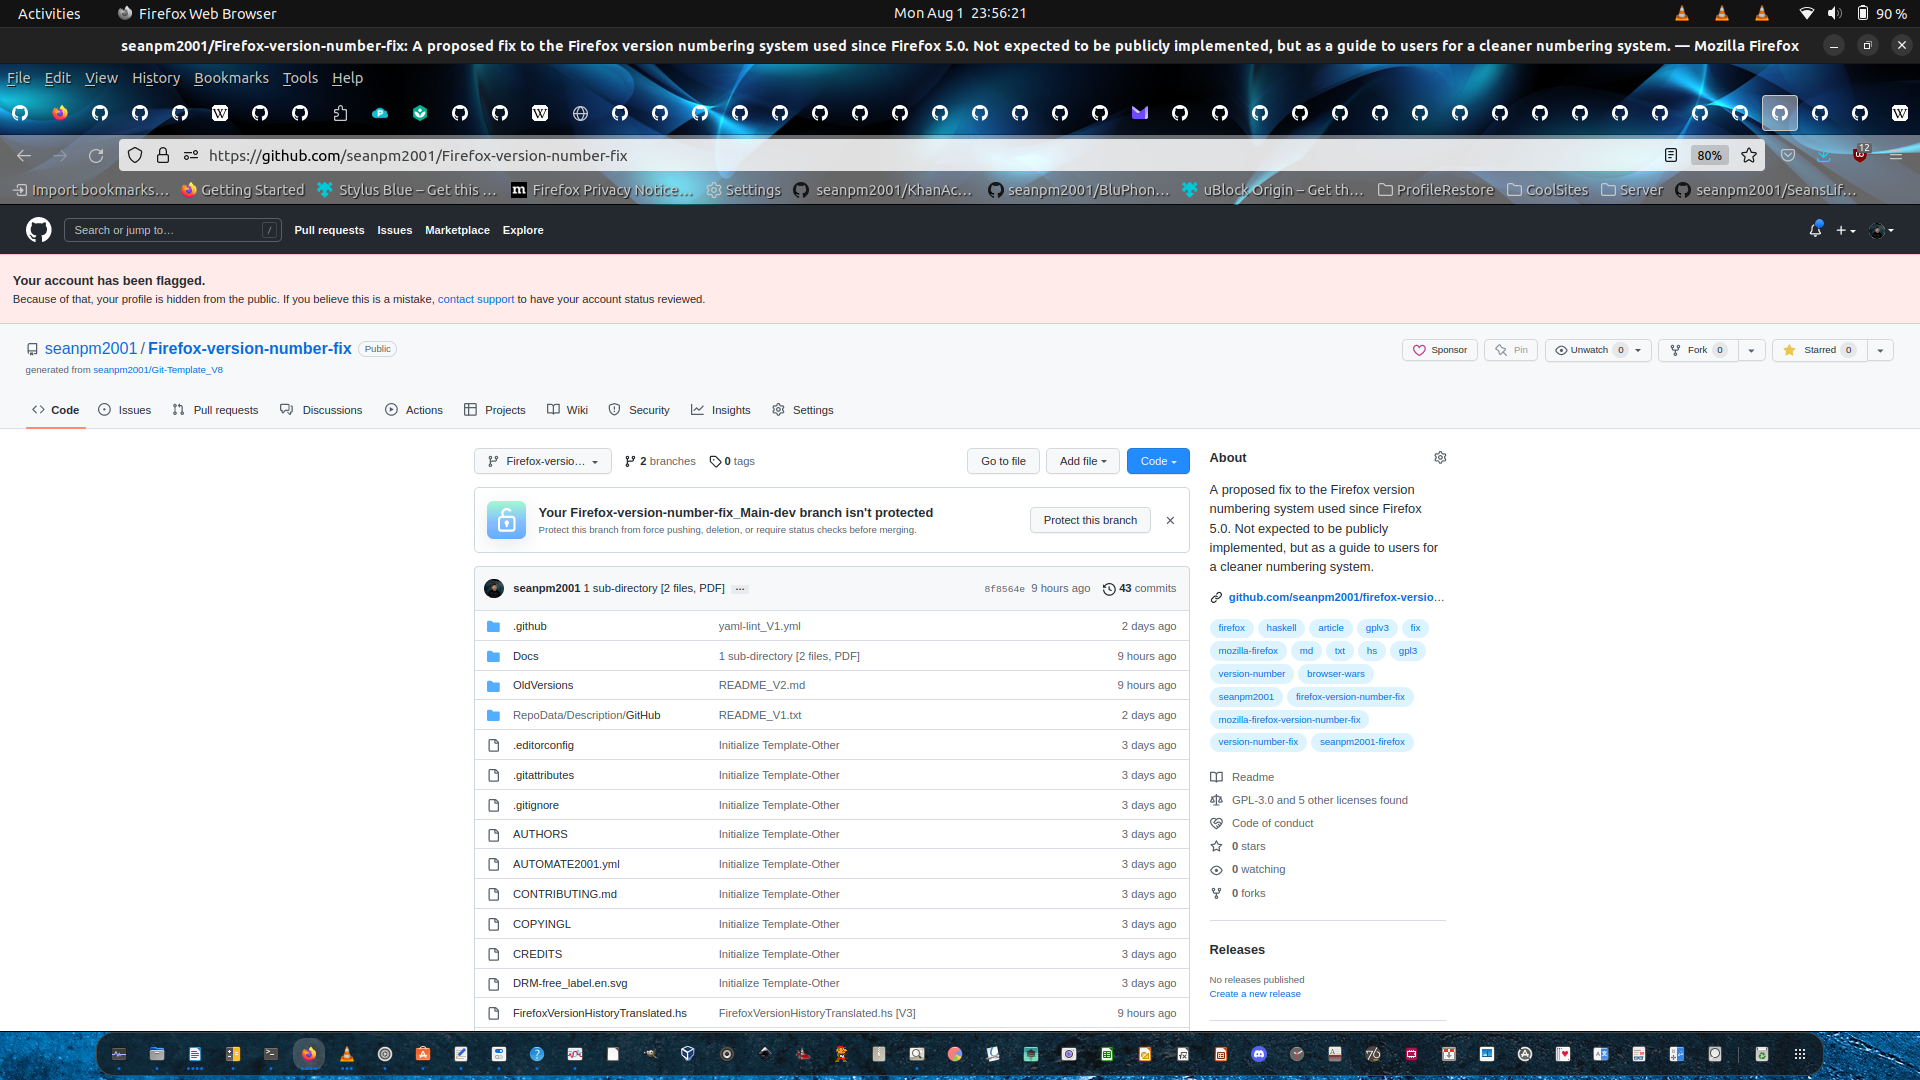 Activities
Firefox Web Browser
Mon Aug 1 23:56:21
90 %
seanpm2001/Firefox-version-number-fix: A proposed fix to the Firefox version numbering system used since Firefox 5.0. Not expected to be publicly implemented, but as a guide to users for a cleaner numbering system. — Mozilla Firefox
File Edit View History Bookmarks Tools Help
https://github.com/seanpm2001/Firefox-version-number-fix
80%
12
Import bookmarks… Getting Started Stylus Blue – Get this … Firefox Privacy Notice… Settings seanpm2001/KhanAc… seanpm2001/BluPhon… uBlock Origin – Get th… ProfileRestore CoolSites Server seanpm2001/SeansLif…
Search or jump to… /
Pull requests Issues Marketplace Explore
Your account has been flagged.
Because of that, your profile is hidden from the public. If you believe this is a mistake, contact support to have your account status reviewed.
seanpm2001 / Firefox-version-number-fix Public
Sponsor Pin Unwatch 0 Fork 0 Starred 0
generated from seanpm2001/Git-Template_V8
Code Issues Pull requests Discussions Actions Projects Wiki Security Insights Settings
Firefox-versio… 2 branches 0 tags
Go to file Add file Code
Your Firefox-version-number-fix_Main-dev branch isn't protected
Protect this branch from force pushing, deletion, or require status checks before merging.
Protect this branch
seanpm2001 1 sub-directory [2 files, PDF] … 8f8564e 9 hours ago 43 commits
.github yaml-lint_V1.yml 2 days ago
Docs 1 sub-directory [2 files, PDF] 9 hours ago
OldVersions README_V2.md 9 hours ago
RepoData/Description/GitHub README_V1.txt 2 days ago
.editorconfig Initialize Template-Other 3 days ago
.gitattributes Initialize Template-Other 3 days ago
.gitignore Initialize Template-Other 3 days ago
AUTHORS Initialize Template-Other 3 days ago
AUTOMATE2001.yml Initialize Template-Other 3 days ago
CONTRIBUTING.md Initialize Template-Other 3 days ago
COPYINGL Initialize Template-Other 3 days ago
CREDITS Initialize Template-Other 3 days ago
DRM-free_label.en.svg Initialize Template-Other 3 days ago
FirefoxVersionHistoryTranslated.hs FirefoxVersionHistoryTranslated.hs [V3] 9 hours ago
About
A proposed fix to the Firefox version
numbering system used since Firefox
5.0. Not expected to be publicly
implemented, but as a guide to users for
a cleaner numbering system.
github.com/seanpm2001/firefox-versio…
firefox haskell article gplv3 fix
mozilla-firefox md txt hs gpl3
version-number browser-wars
seanpm2001 firefox-version-number-fix
mozilla-firefox-version-number-fix
version-number-fix seanpm2001-firefox
Readme
GPL-3.0 and 5 other licenses found
Code of conduct
0 stars
0 watching
0 forks
Releases
No releases published
Create a new release